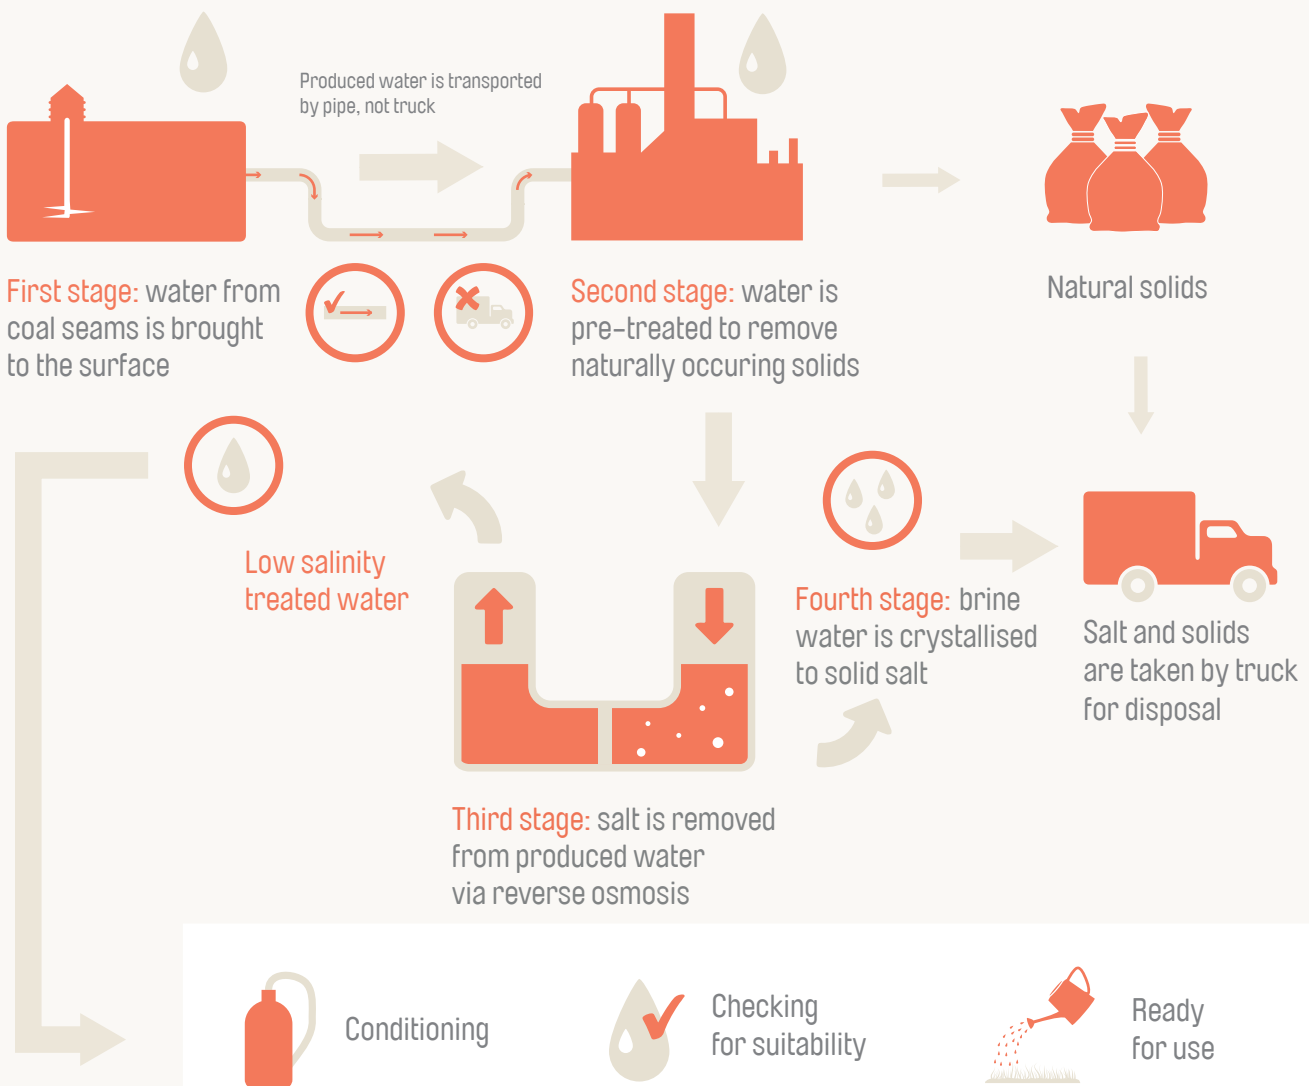 Produced water is transported
by pipe, not truck
First stage: water from
coal seams is brought
to the surface
Second stage: water is
pre-treated to remove
naturally occuring solids
Natural solids
Low salinity
treated water
Fourth stage: brine
water is crystallised
to solid salt
Salt and solids
are taken by truck
for disposal
Third stage: salt is removed
from produced water
via reverse osmosis
Conditioning
Checking
for suitability
Ready
for use